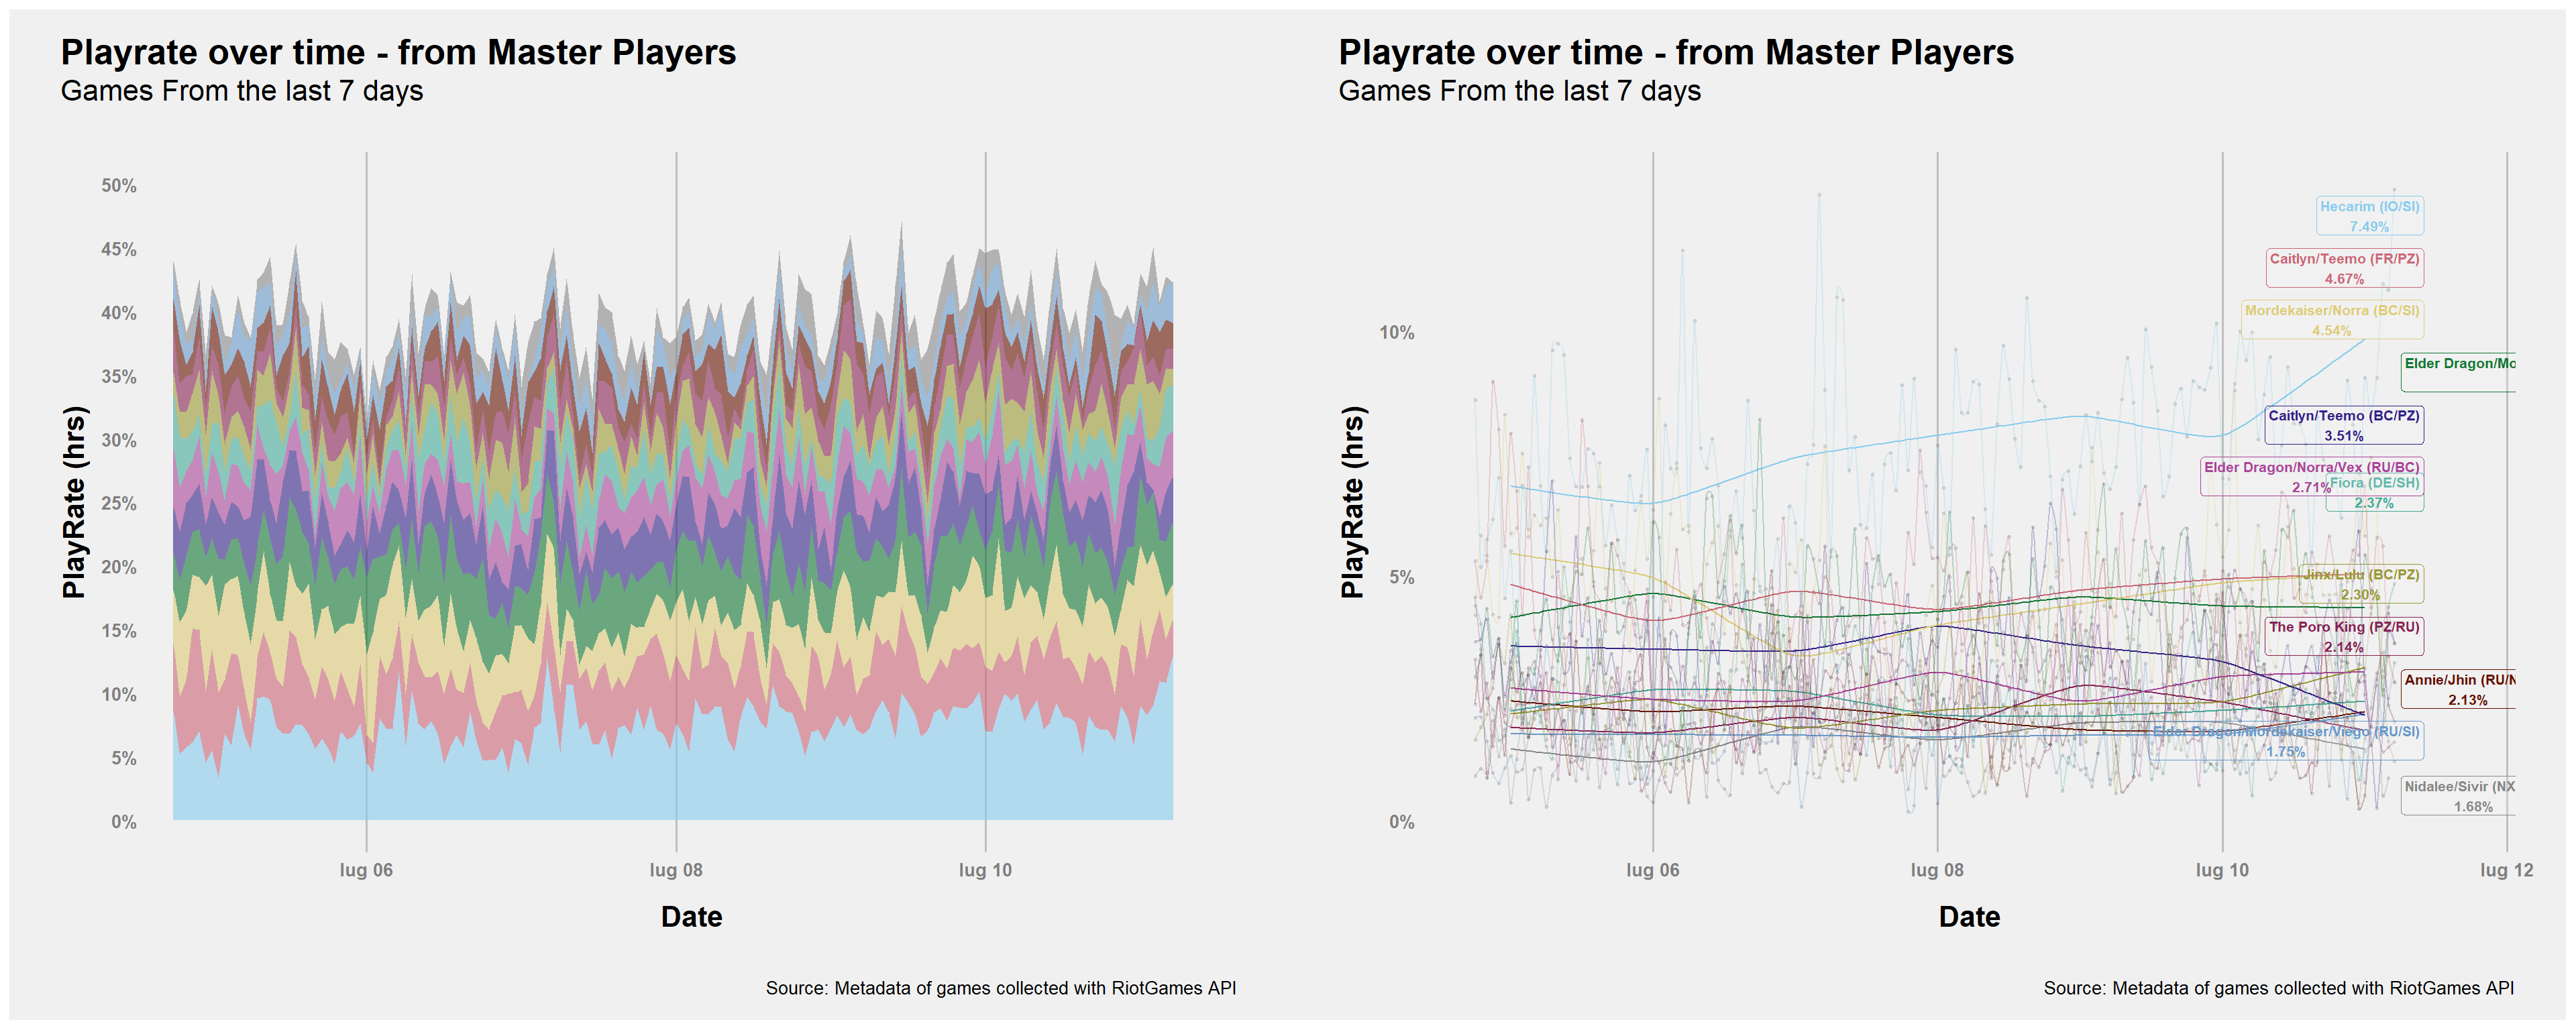 Playrate over time - from Master Players
Games From the last 7 days
PlayRate (hrs)
50%
45%
40%
35%
30%
25%
20%
15%
10%
5%
0%
lug 06
lug 08
lug 10
Date
Source: Metadata of games collected with RiotGames API
Playrate over time - from Master Players
Games From the last 7 days
PlayRate (hrs)
10%
5%
0%
Hecarim (IO/SI)
7.49%
Caitlyn/Teemo (FR/PZ)
4.67%
Mordekaiser/Norra (BC/SI)
4.54%
Elder Dragon/Mo
Caitlyn/Teemo (BC/PZ)
3.51%
Elder Dragon/Norra/Vex (RU/BC)
2.71%
Fiora (DE/SH)
2.37%
Jinx/Lulu (BC/PZ)
2.30%
The Poro King (PZ/RU)
2.14%
Annie/Jhin (RU/N
2.13%
Elder Dragon/Mordekaiser/Viego (RU/SI)
1.75%
Nidalee/Sivir (NX
1.68%
lug 06
lug 08
lug 10
lug 12
Date
Source: Metadata of games collected with RiotGames API